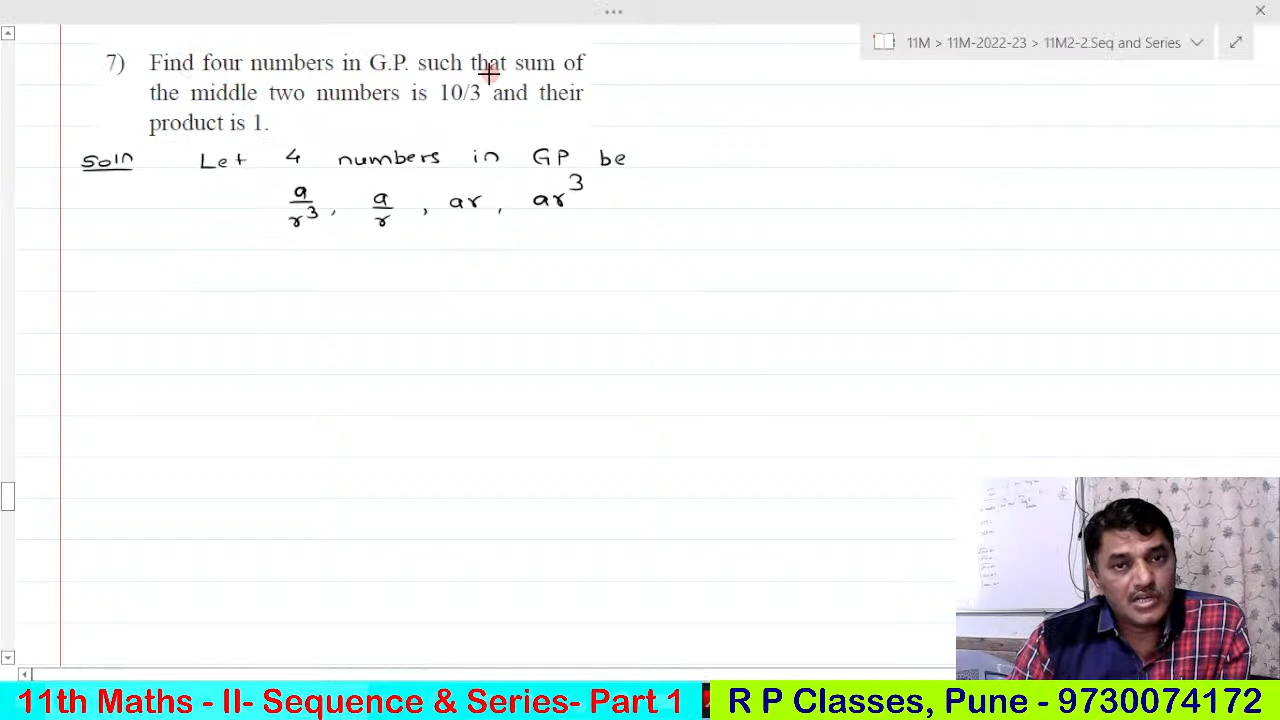 11M > 11M-2022-23 > 11M2-2.Seq and Series
7) Find four numbers in G.P. such that sum of
the middle two numbers is 10/3 and their
product is 1.
Soln Let 4 numbers in GP be
a/r³, a/r, ar, ar³
11th Maths - II- Sequence & Series- Part 1
R P Classes, Pune - 9730074172